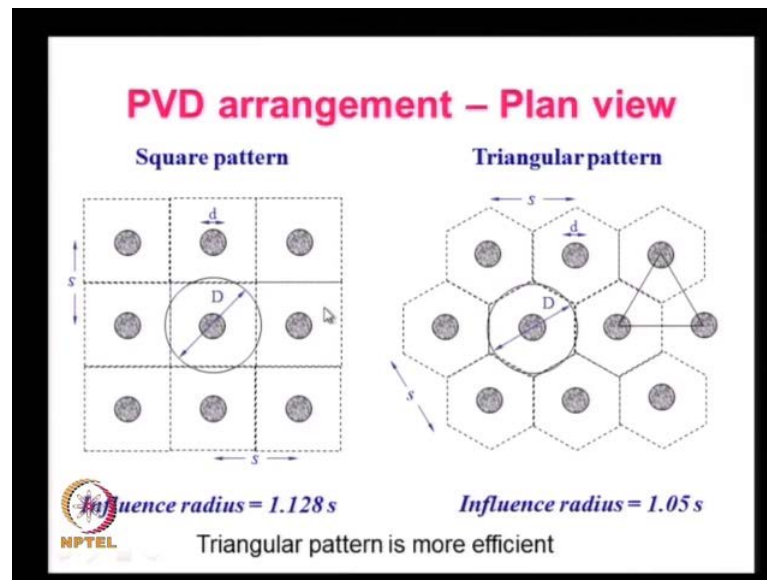 PVD arrangement – Plan view
Square pattern
Triangular pattern
s
d
D
s
s
d
D
s
Influence radius = 1.128 s
Influence radius = 1.05 s
NPTEL
Triangular pattern is more efficient